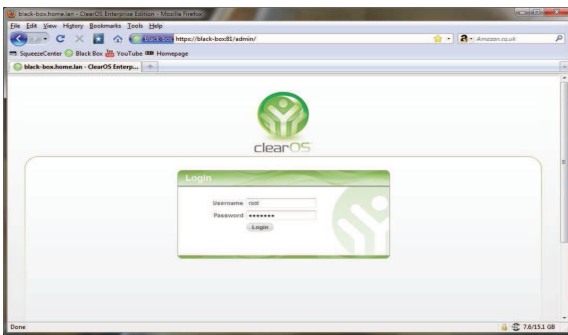 black-box.home.lan - ClearOS Enterprise Edition - Mozilla Firefox
File Edit View History Bookmarks Tools Help
https://black-box:81/admin/
Amazon.co.uk
SqueezeCenter Black Box YouTube Homepage
black-box.home.lan - ClearOS Enterp...
clearOS
Login
Username root
Password •••••••
Login
Done
7.6/15.1 GB